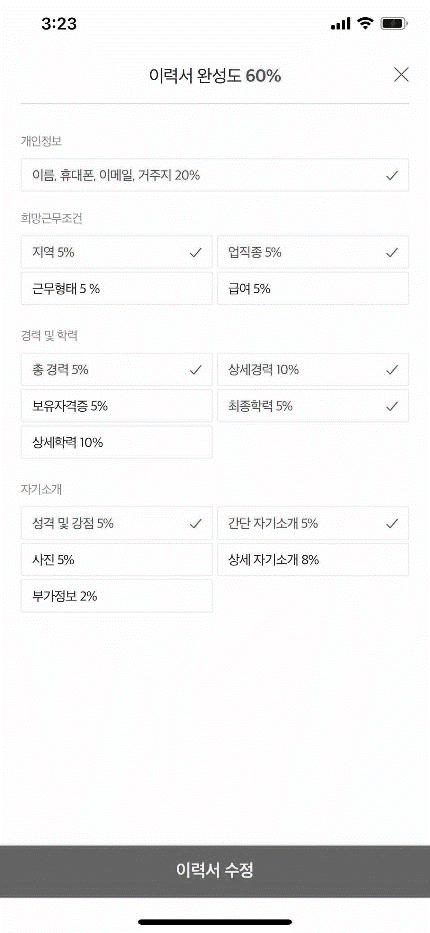 3:23
이력서 완성도 60%
개인정보
이름, 휴대폰, 이메일, 거주지 20%
희망근무조건
지역 5%
업직종 5%
근무형태 5 %
급여 5%
경력 및 학력
총 경력 5%
상세경력 10%
보유자격증 5%
최종학력 5%
상세학력 10%
자기소개
성격 및 강점 5%
간단 자기소개 5%
사진 5%
상세 자기소개 8%
부가정보 2%
이력서 수정